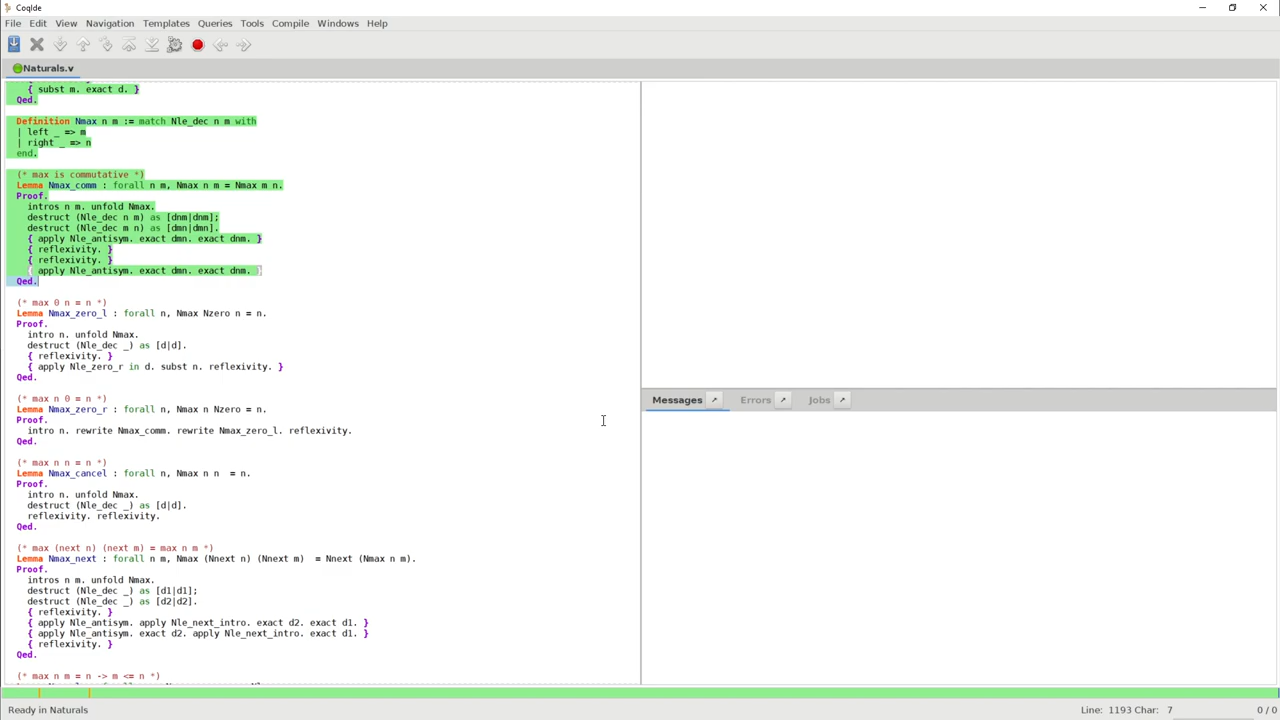 CoqIde
File Edit View Navigation Templates Queries Tools Compile Windows Help
Naturals.v
{ subst m. exact d. }
Qed.
Definition Nmax n m := match Nle_dec n m with
| left _ => m
| right _ => n
end.
(* max is commutative *)
Lemma Nmax_comm : forall n m, Nmax n m = Nmax m n.
Proof.
intros n m. unfold Nmax.
destruct (Nle_dec n m) as [dnm|dnm];
destruct (Nle_dec m n) as [dmn|dmn].
{ apply Nle_antisym. exact dmn. exact dnm. }
{ reflexivity. }
{ reflexivity. }
{ apply Nle_antisym. exact dmn. exact dnm. }
Qed.
(* max 0 n = n *)
Lemma Nmax_zero_l : forall n, Nmax Nzero n = n.
Proof.
intro n. unfold Nmax.
destruct (Nle_dec _) as [d|d].
{ reflexivity. }
{ apply Nle_zero_r in d. subst n. reflexivity. }
Qed.
(* max n 0 = n *)
Lemma Nmax_zero_r : forall n, Nmax n Nzero = n.
Proof.
intro n. rewrite Nmax_comm. rewrite Nmax_zero_l. reflexivity.
Qed.
(* max n n = n *)
Lemma Nmax_cancel : forall n, Nmax n n  = n.
Proof.
intro n. unfold Nmax.
destruct (Nle_dec _) as [d|d].
reflexivity. reflexivity.
Qed.
(* max (next n) (next m) = max n m *)
Lemma Nmax_next : forall n m, Nmax (Nnext n) (Nnext m)  = Nnext (Nmax n m).
Proof.
intros n m. unfold Nmax.
destruct (Nle_dec _) as [d1|d1];
destruct (Nle_dec _) as [d2|d2].
{ reflexivity. }
{ apply Nle_antisym. apply Nle_next_intro. exact d2. exact d1. }
{ apply Nle_antisym. exact d2. apply Nle_next_intro. exact d1. }
{ reflexivity. }
Qed.
(* max n m = n -> m <= n *)
Messages Errors Jobs
Ready in Naturals
Line: 1193 Char: 7
0 / 0